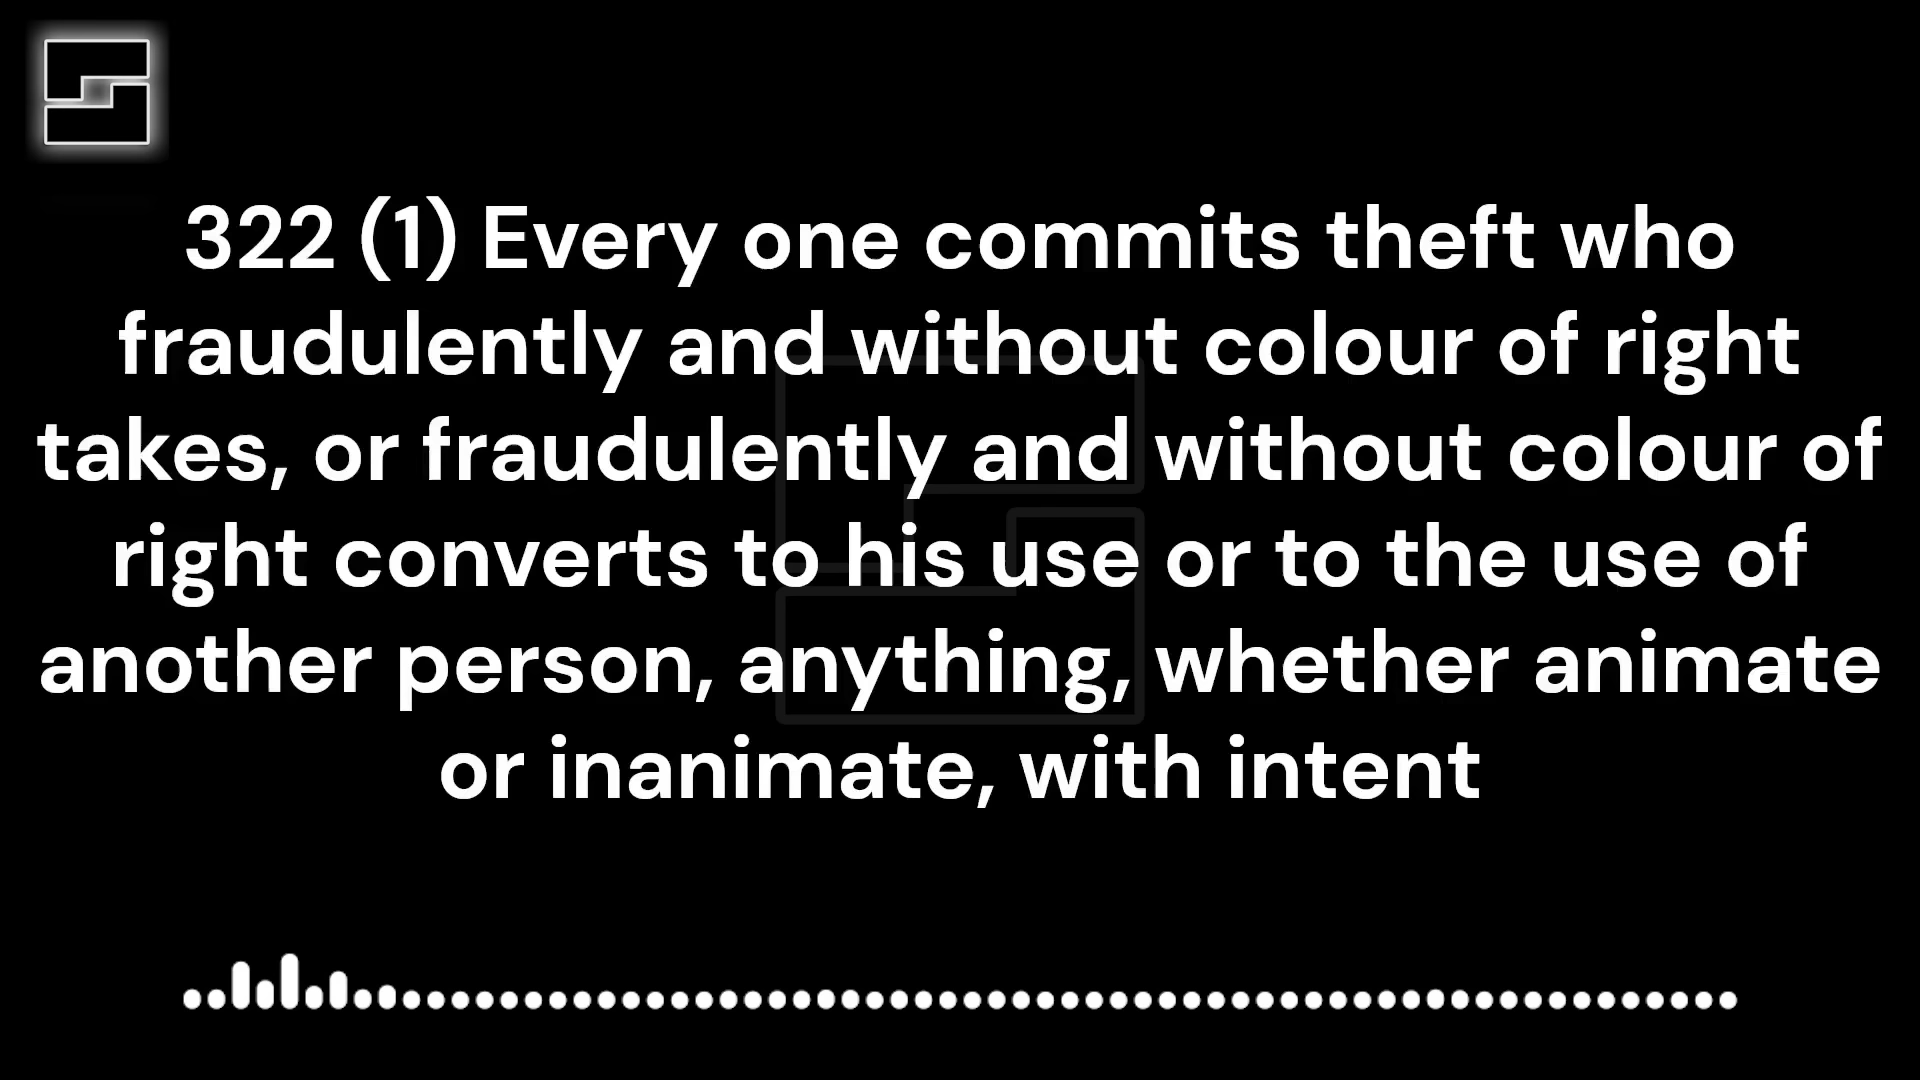 322 (1) Every one commits theft who
fraudulently and without colour of right
takes, or fraudulently and without colour of
right converts to his use or to the use of
another person, anything, whether animate
or inanimate, with intent